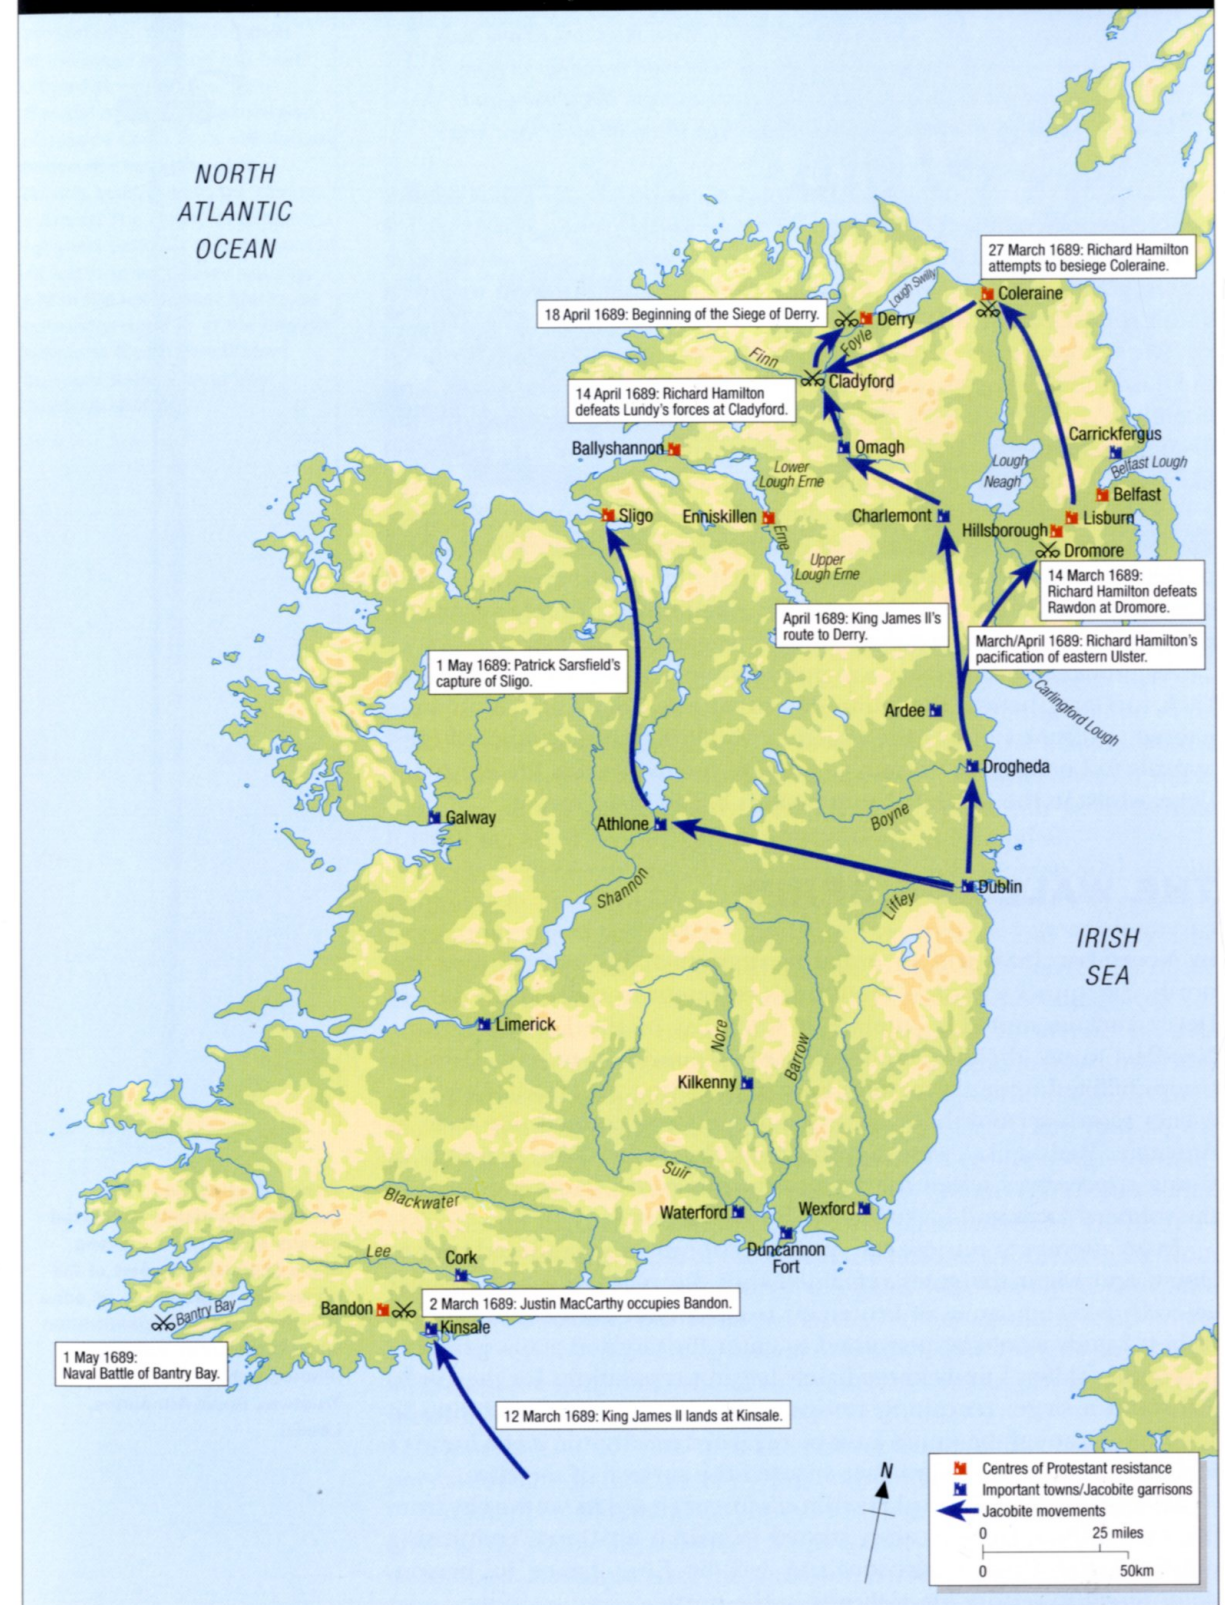 NORTH
ATLANTIC
OCEAN
27 March 1689: Richard Hamilton
attempts to besiege Coleraine.
Lough Swilly
Coleraine
18 April 1689: Beginning of the Siege of Derry.
Derry
Foyle
Finn
Cladyford
14 April 1689: Richard Hamilton
defeats Lundy's forces at Cladyford.
Carrickfergus
Ballyshannon
Omagh
Lower
Lough Erne
Lough
Neagh
Belfast Lough
Belfast
Sligo
Enniskillen
Erne
Charlemont
Lisburn
Hillsborough
Dromore
Upper
Lough Erne
14 March 1689:
Richard Hamilton defeats
Rawdon at Dromore.
April 1689: King James II's
route to Derry.
March/April 1689: Richard Hamilton's
pacification of eastern Ulster.
1 May 1689: Patrick Sarsfield's
capture of Sligo.
Carlingford Lough
Ardee
Drogheda
Boyne
Galway
Athlone
Shannon
Dublin
Liffey
IRISH
SEA
Limerick
Nore
Barrow
Kilkenny
Suir
Blackwater
Waterford
Wexford
Duncannon
Fort
Lee
Cork
Bandon
2 March 1689: Justin MacCarthy occupies Bandon.
Bantry Bay
Kinsale
1 May 1689:
Naval Battle of Bantry Bay.
12 March 1689: King James II lands at Kinsale.
N
Centres of Protestant resistance
Important towns/Jacobite garrisons
Jacobite movements
0 25 miles
0 50km